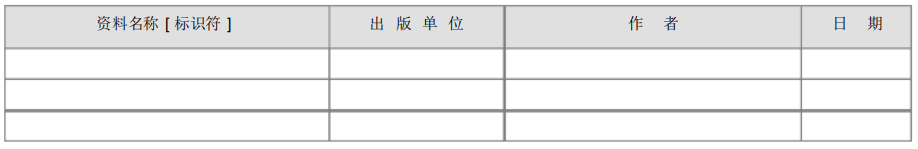 资料名称 [ 标识符 ] 出 版 单 位 作 者 日 期